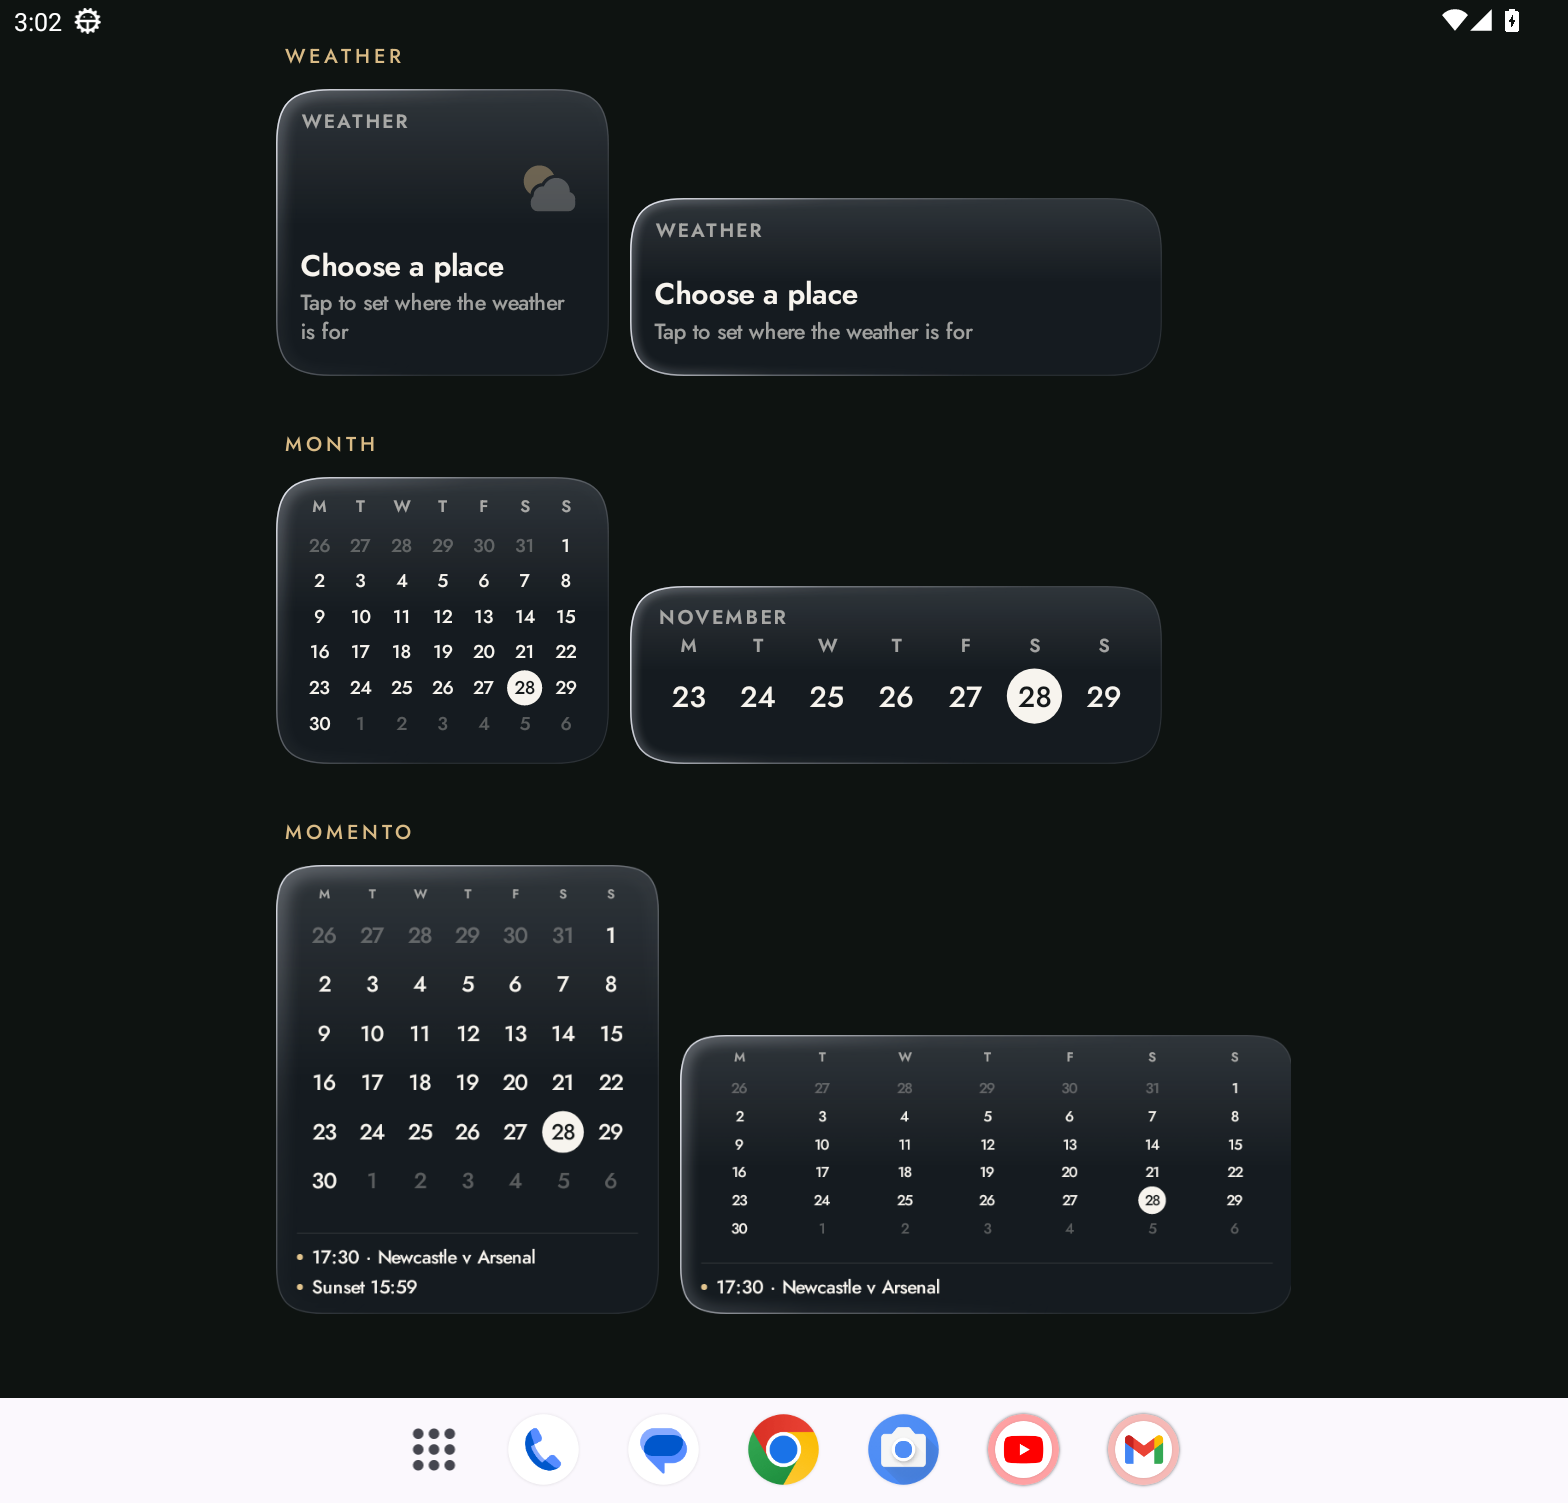 3:02
WEATHER
WEATHER
Choose a place
Tap to set where the weather
is for
WEATHER
Choose a place
Tap to set where the weather is for
MONTH
M T W T F S S
26 27 28 29 30 31 1
2 3 4 5 6 7 8
9 10 11 12 13 14 15
16 17 18 19 20 21 22
23 24 25 26 27 28 29
30 1 2 3 4 5 6
NOVEMBER
M T W T F S S
23 24 25 26 27 28 29
MOMENTO
M T W T F S S
26 27 28 29 30 31 1
2 3 4 5 6 7 8
9 10 11 12 13 14 15
16 17 18 19 20 21 22
23 24 25 26 27 28 29
30 1 2 3 4 5 6
17:30 · Newcastle v Arsenal
Sunset 15:59
M T W T F S S
26 27 28 29 30 31 1
2 3 4 5 6 7 8
9 10 11 12 13 14 15
16 17 18 19 20 21 22
23 24 25 26 27 28 29
30 1 2 3 4 5 6
17:30 · Newcastle v Arsenal